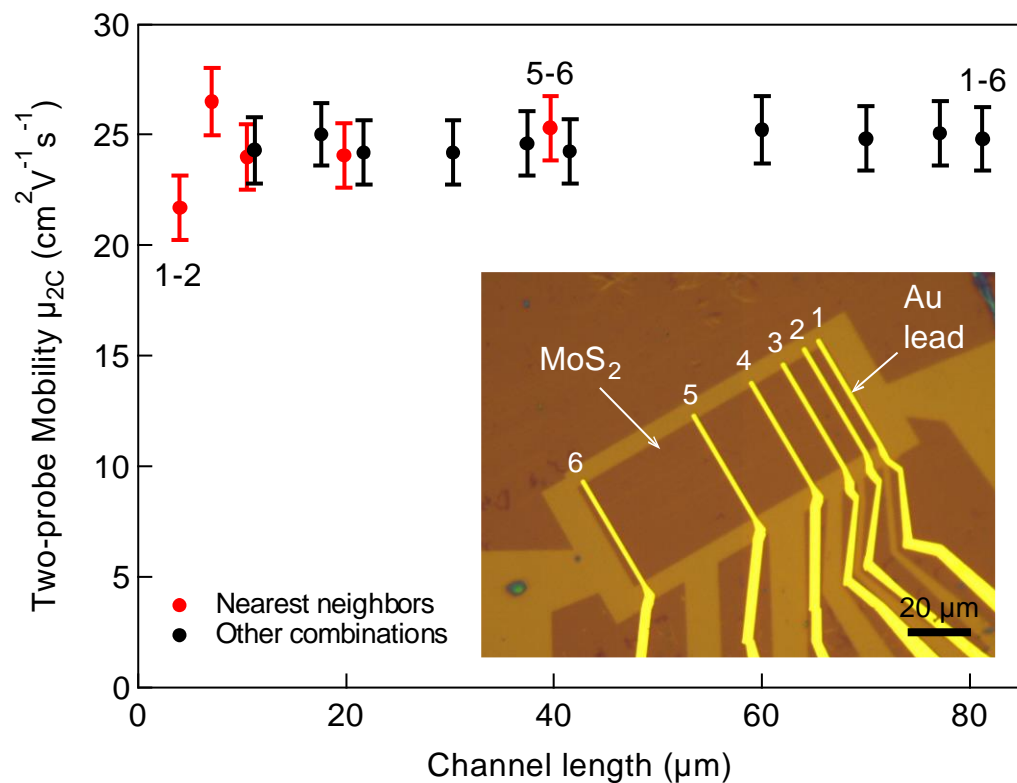 30
25
20
15
10
5
0
0
20
40
60
80
Two-probe Mobility μ₂C (cm²V⁻¹s⁻¹)
Channel length (μm)
1-2
5-6
1-6
Nearest neighbors
Other combinations
MoS₂
Au
lead
1
2
3
4
5
6
20 μm